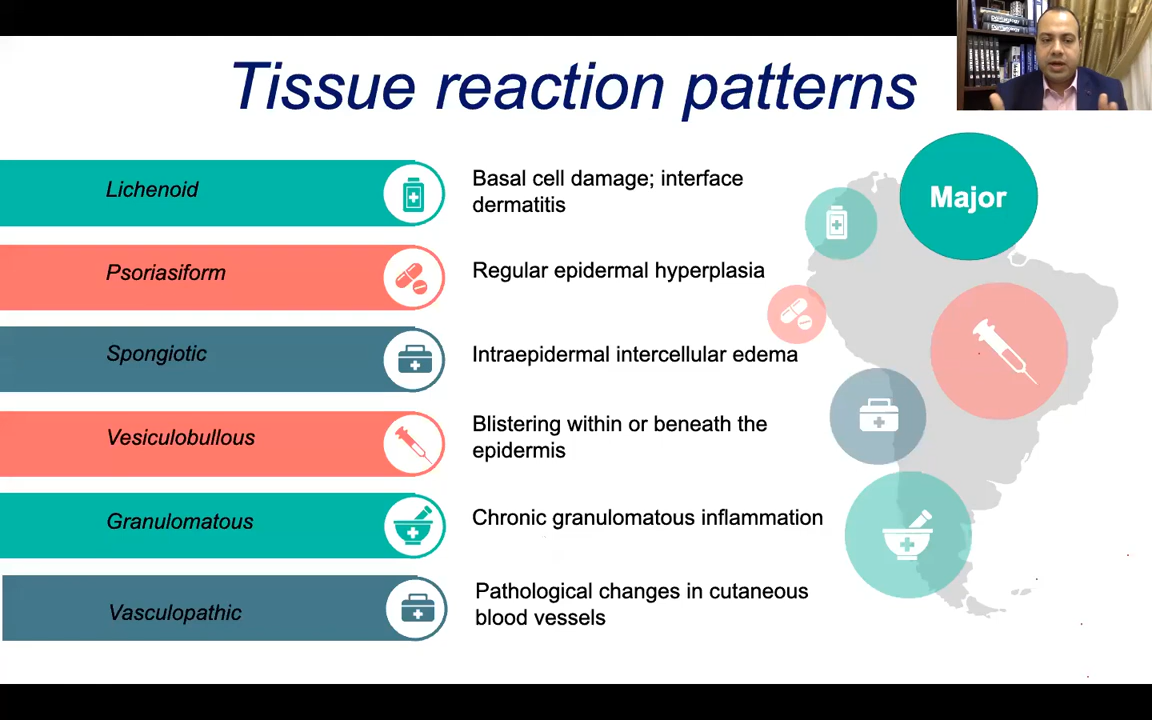 Tissue reaction patterns
Lichenoid
Basal cell damage; interface
dermatitis
Major
Psoriasiform
Regular epidermal hyperplasia
Spongiotic
Intraepidermal intercellular edema
Vesiculobullous
Blistering within or beneath the
epidermis
Granulomatous
Chronic granulomatous inflammation
Vasculopathic
Pathological changes in cutaneous
blood vessels